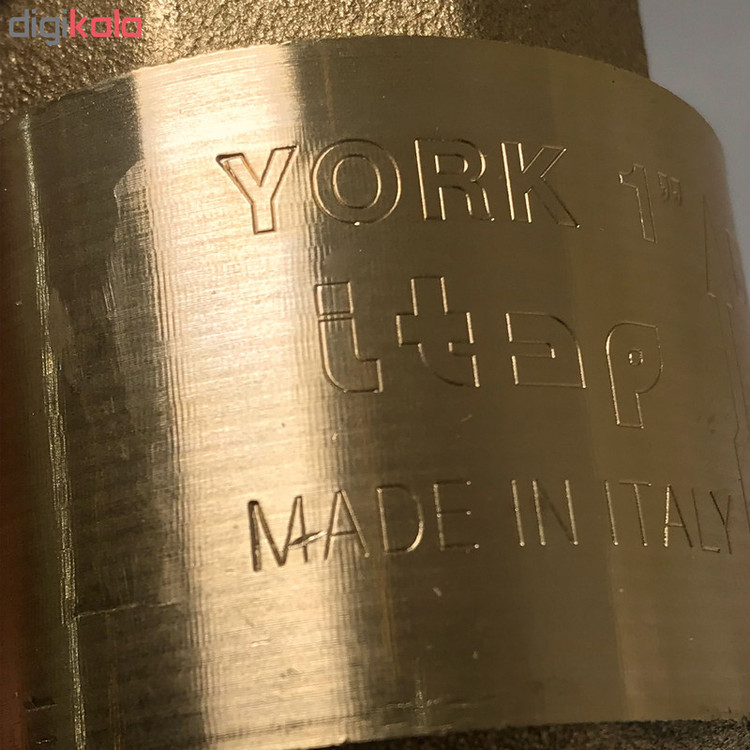 digikala
YORK 1"
itap
MADE IN ITALY